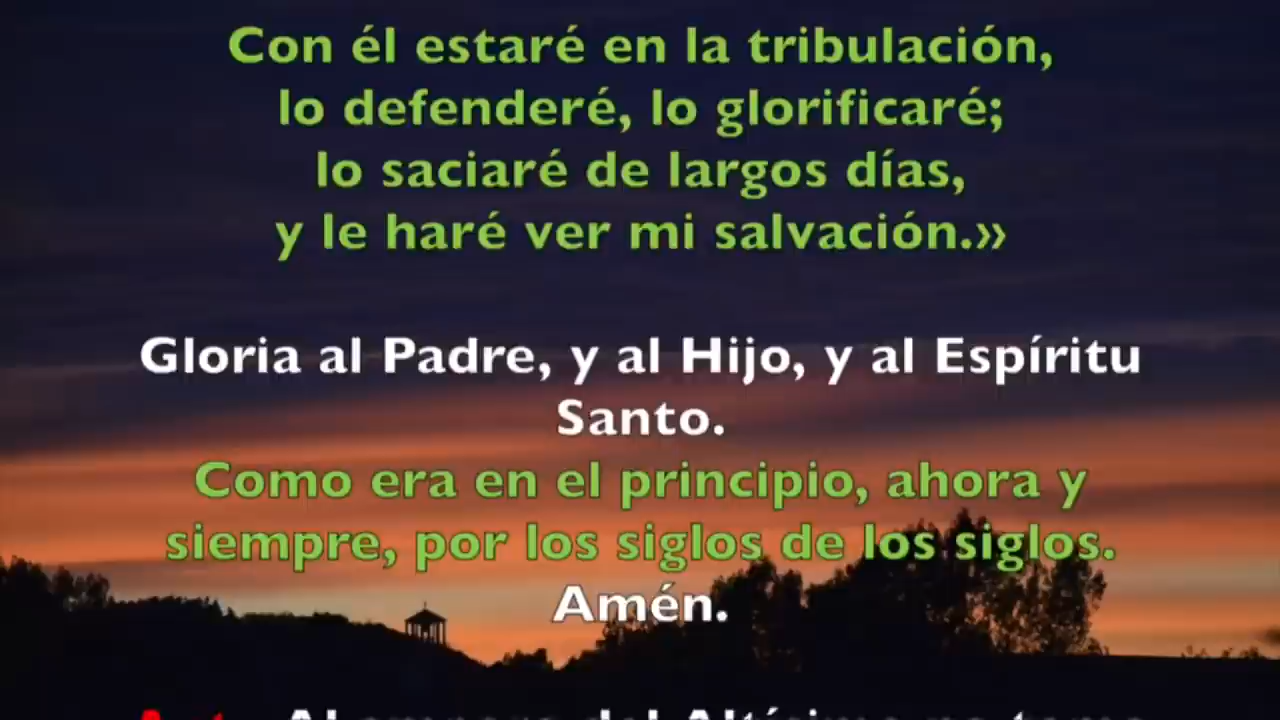 Con él estaré en la tribulación,
lo defenderé, lo glorificaré;
lo saciaré de largos días,
y le haré ver mi salvación.»
Gloria al Padre, y al Hijo, y al Espíritu
Santo.
Como era en el principio, ahora y
siempre, por los siglos de los siglos.
Amén.